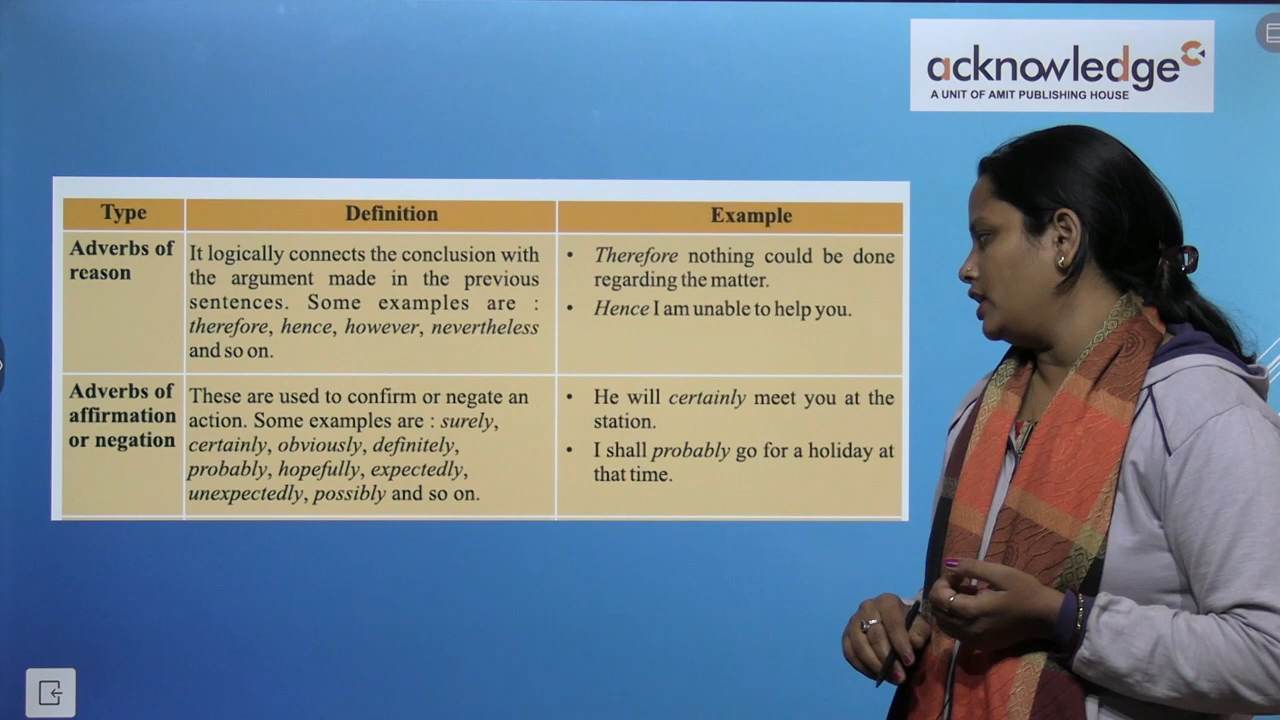 acknowledge
A UNIT OF AMIT PUBLISHING HOUSE
Type
Definition
Example
Adverbs of
reason
It logically connects the conclusion with
the argument made in the previous
sentences. Some examples are :
therefore, hence, however, nevertheless
and so on.
• Therefore nothing could be done
regarding the matter.
• Hence I am unable to help you.
Adverbs of
affirmation
or negation
These are used to confirm or negate an
action. Some examples are : surely,
certainly, obviously, definitely,
probably, hopefully, expectedly,
unexpectedly, possibly and so on.
• He will certainly meet you at the
station.
• I shall probably go for a holiday at
that time.